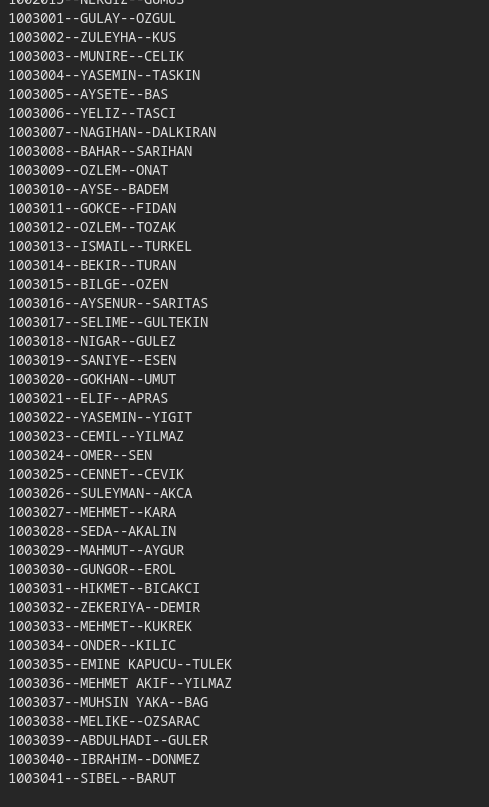 1003001--GULAY--OZGUL
1003002--ZULEYHA--KUS
1003003--MUNIRE--CELIK
1003004--YASEMIN--TASKIN
1003005--AYSETE--BAS
1003006--YELIZ--TASCI
1003007--NAGIHAN--DALKIRAN
1003008--BAHAR--SARIHAN
1003009--OZLEM--ONAT
1003010--AYSE--BADEM
1003011--GOKCE--FIDAN
1003012--OZLEM--TOZAK
1003013--ISMAIL--TURKEL
1003014--BEKIR--TURAN
1003015--BILGE--OZEN
1003016--AYSENUR--SARITAS
1003017--SELIME--GULTEKIN
1003018--NIGAR--GULEZ
1003019--SANIYE--ESEN
1003020--GOKHAN--UMUT
1003021--ELIF--APRAS
1003022--YASEMIN--YIGIT
1003023--CEMIL--YILMAZ
1003024--OMER--SEN
1003025--CENNET--CEVIK
1003026--SULEYMAN--AKCA
1003027--MEHMET--KARA
1003028--SEDA--AKALIN
1003029--MAHMUT--AYGUR
1003030--GUNGOR--EROL
1003031--HIKMET--BICAKCI
1003032--ZEKERIYA--DEMIR
1003033--MEHMET--KUKREK
1003034--ONDER--KILIC
1003035--EMINE KAPUCU--TULEK
1003036--MEHMET AKIF--YILMAZ
1003037--MUHSIN YAKA--BAG
1003038--MELIKE--OZSARAC
1003039--ABDULHADI--GULER
1003040--IBRAHIM--DONMEZ
1003041--SIBEL--BARUT